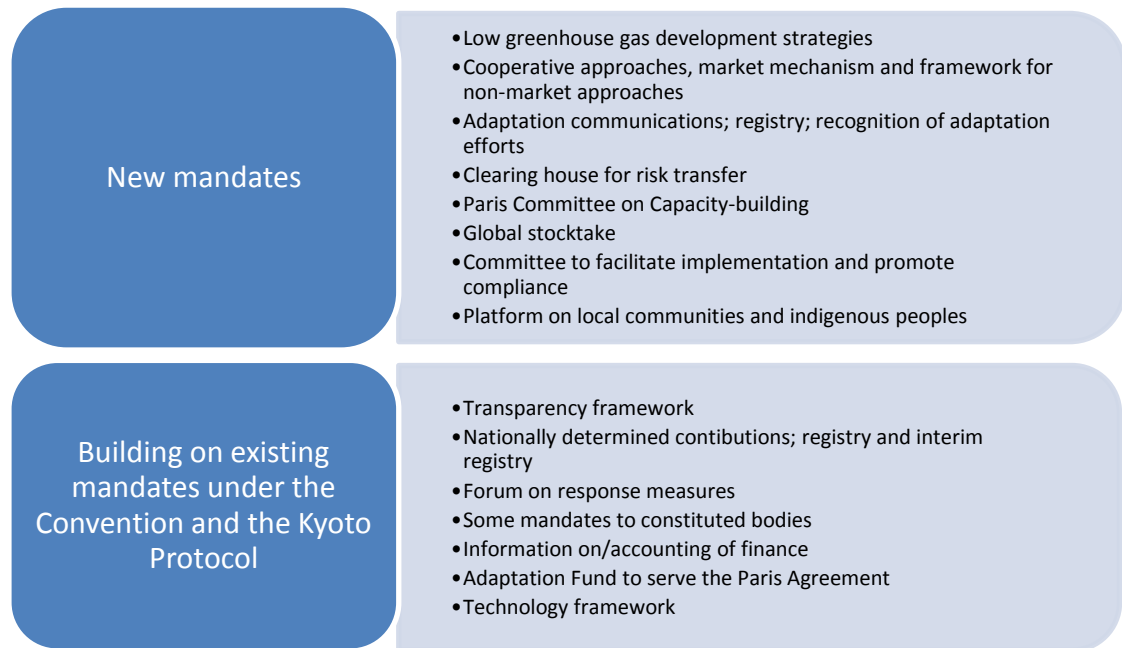 New mandates
•Low greenhouse gas development strategies
•Cooperative approaches, market mechanism and framework for
non-market approaches
•Adaptation communications; registry; recognition of adaptation
efforts
•Clearing house for risk transfer
•Paris Committee on Capacity-building
•Global stocktake
•Committee to facilitate implementation and promote
compliance
•Platform on local communities and indigenous peoples
Building on existing
mandates under the
Convention and the Kyoto
Protocol
•Transparency framework
•Nationally determined contibutions; registry and interim
registry
•Forum on response measures
•Some mandates to constituted bodies
•Information on/accounting of finance
•Adaptation Fund to serve the Paris Agreement
•Technology framework